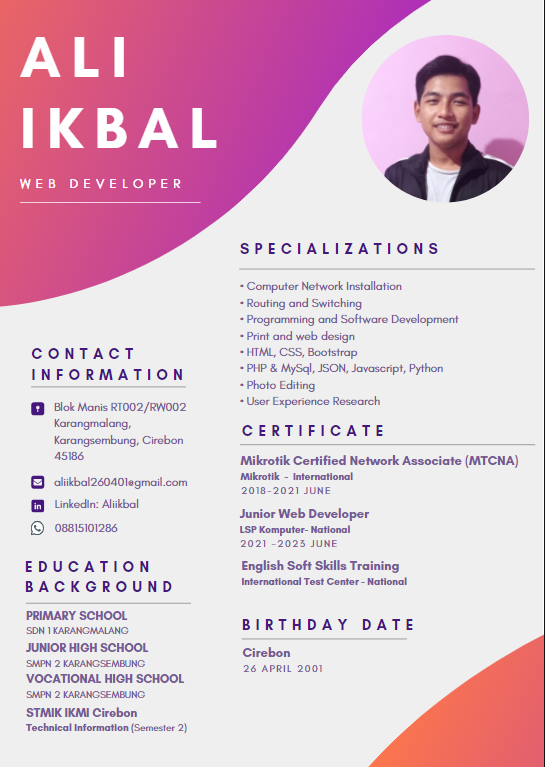 ALI
IKBAL
WEB DEVELOPER
SPECIALIZATIONS
• Computer Network Installation
• Routing and Switching
• Programming and Software Development
• Print and web design
• HTML, CSS, Bootstrap
• PHP & MySql, JSON, Javascript, Python
• Photo Editing
• User Experience Research
CONTACT
INFORMATION
Blok Manis RT002/RW002
Karangmalang,
Karangsembung, Cirebon
45186
aliikbal260401@gmail.com
LinkedIn: Aliikbal
08815101286
CERTIFICATE
Mikrotik Certified Network Associate (MTCNA)
Mikrotik - International
2018-2021 JUNE
Junior Web Developer
LSP Komputer- National
2021 -2023 JUNE
English Soft Skills Training
International Test Center - National
EDUCATION
BACKGROUND
PRIMARY SCHOOL
SDN 1 KARANGMALANG
JUNIOR HIGH SCHOOL
SMPN 2 KARANGSEMBUNG
VOCATIONAL HIGH SCHOOL
SMPN 2 KARANGSEMBUNG
STMIK IKMI Cirebon
Technical Information (Semester 2)
BIRTHDAY DATE
Cirebon
26 APRIL 2001